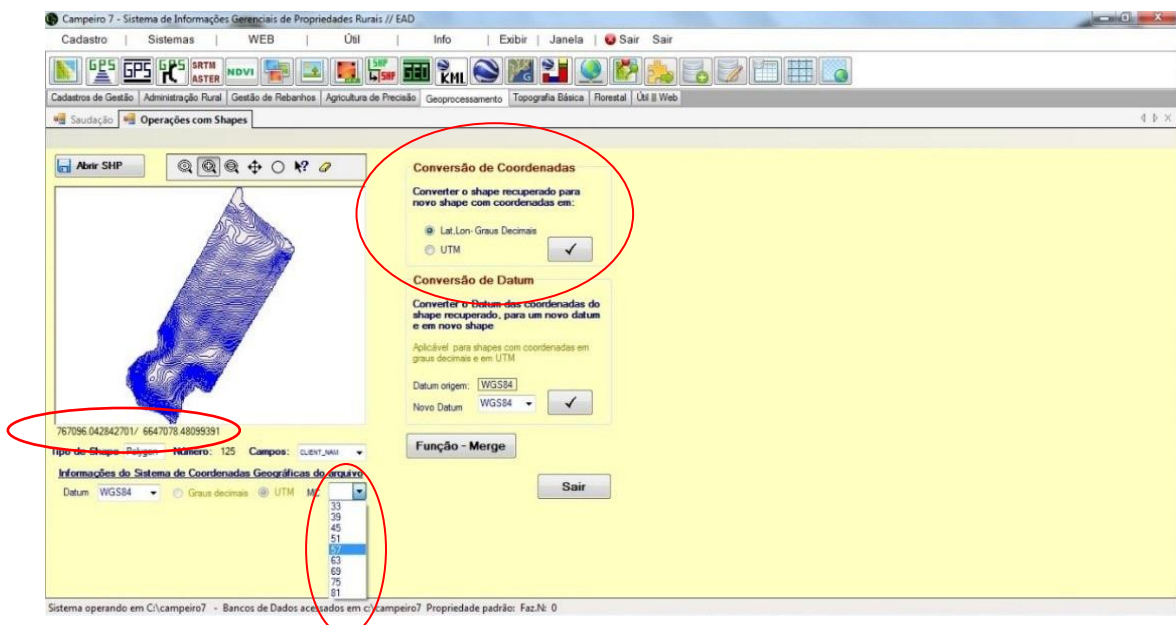 Campeiro 7 - Sistema de Informações Gerenciais de Propriedades Rurais // EAD
Cadastro | Sistemas | WEB | Útil | Info | Exibir | Janela | Sair Sair
GPS GPS GPS SRTM ASTER NDVI SHP SHP GEO KML
Cadastros de Gestão Administração Rural Gestão de Rebanhos Agricultura de Precisão Geoprocessamento Topografia Básica Florestal Útil || Web
Saudação Operações com Shapes
Abrir SHP
Conversão de Coordenadas
Converter o shape recuperado para
novo shape com coordenadas em:
Lat.Lon- Graus Decimais
UTM
Conversão de Datum
Converter o Datum das coordenadas do
shape recuperado, para um novo datum
e em novo shape
Aplicável para shapes com coordenadas em
graus decimais e em UTM
Datum origem: WGS84
Novo Datum WGS84
Função - Merge
Sair
767096.042842701/ 6647078.48099391
Tipo de Shape Polygon Número: 125 Campos: CLIENT_NAM
Informações do Sistema de Coordenadas Geográficas do arquivo
Datum WGS84 Graus decimais UTM MC
33
39
45
51
57
63
69
75
81
Sistema operando em C:\campeiro7 - Bancos de Dados acessados em c:\campeiro7 Propriedade padrão: Faz.Nº 0